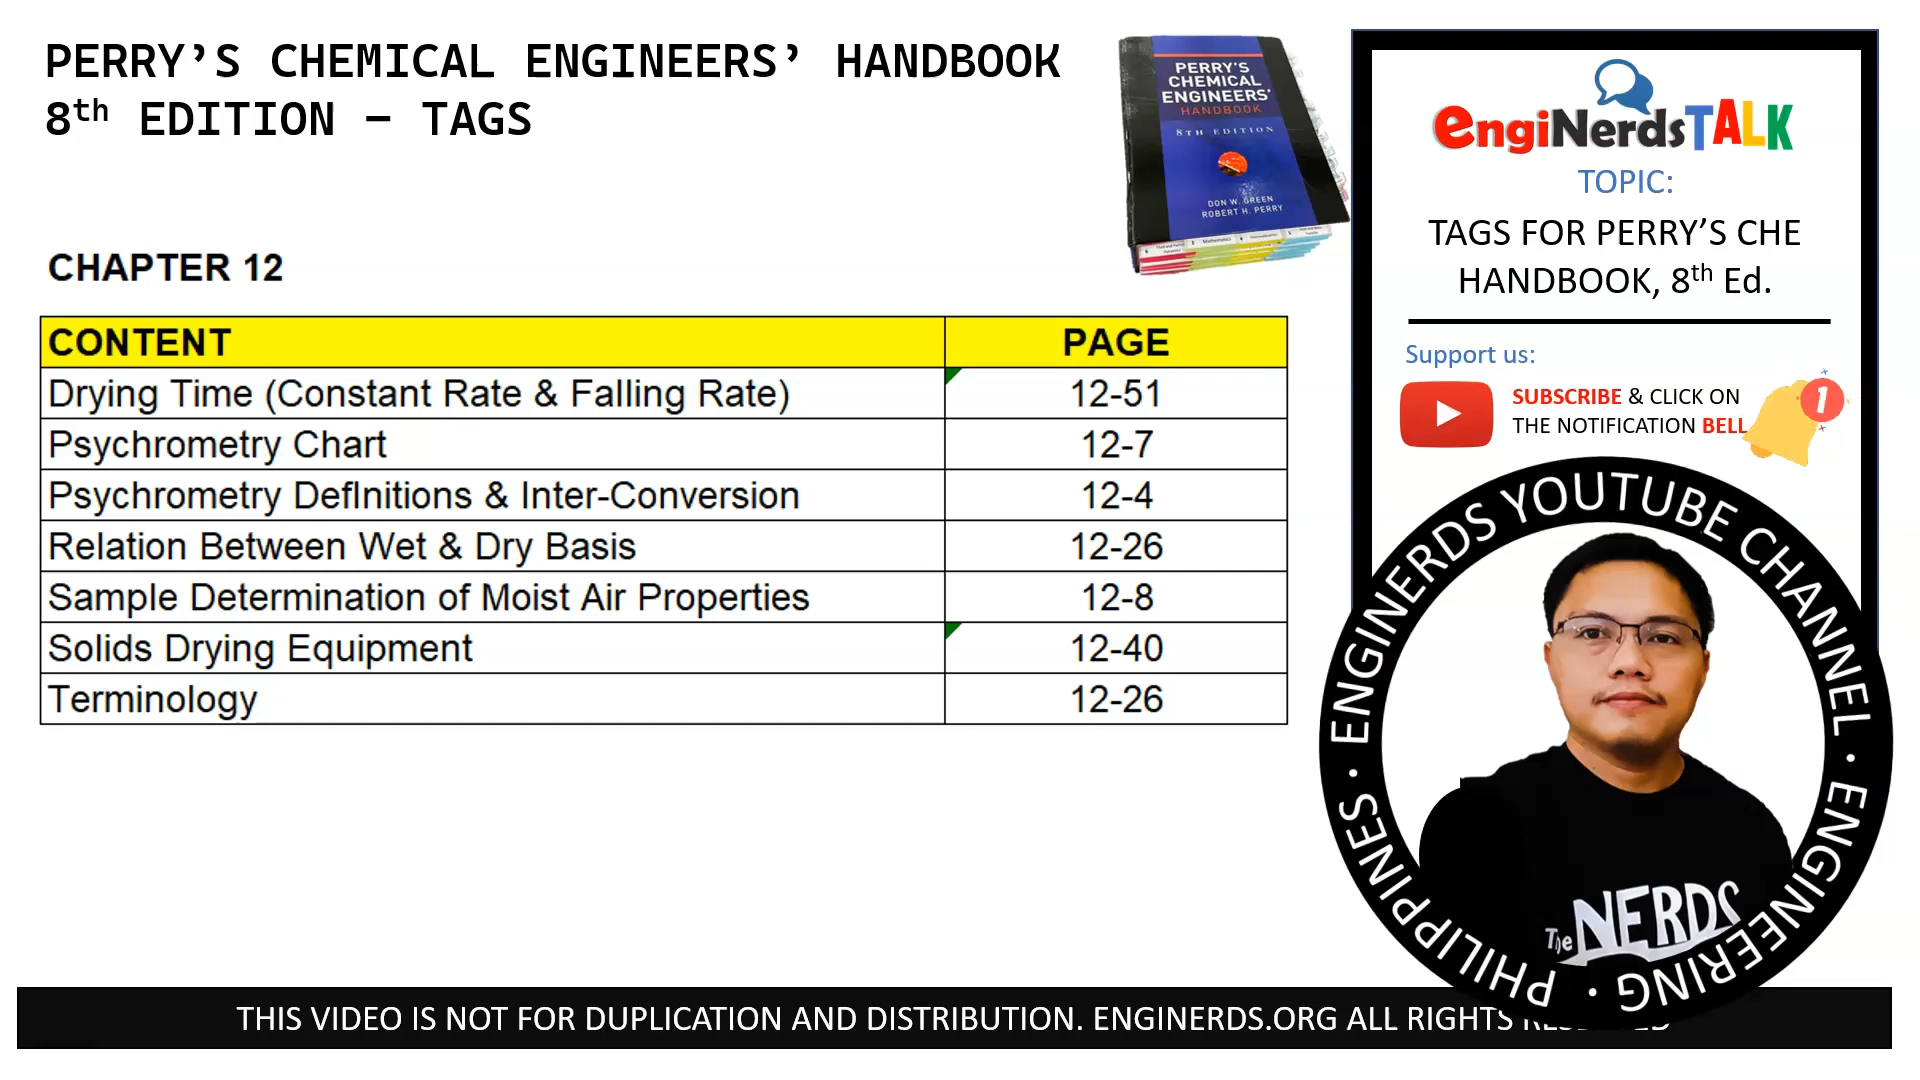 PERRY’S CHEMICAL ENGINEERS’ HANDBOOK
8th EDITION – TAGS
PERRY'S
CHEMICAL
ENGINEERS'
HANDBOOK
8TH EDITION
DON W. GREEN
ROBERT H. PERRY
CHAPTER 12
CONTENT PAGE
Drying Time (Constant Rate & Falling Rate) 12-51
Psychrometry Chart 12-7
Psychrometry DefInitions & Inter-Conversion 12-4
Relation Between Wet & Dry Basis 12-26
Sample Determination of Moist Air Properties 12-8
Solids Drying Equipment 12-40
Terminology 12-26
engiNerdsTALK
TOPIC:
TAGS FOR PERRY’S CHE
HANDBOOK, 8th Ed.
Support us:
SUBSCRIBE & CLICK ON
THE NOTIFICATION BELL
1
ENGINERDS YOUTUBE CHANNEL · ENGINEERING · PHILIPPINES ·
The NERDS
THIS VIDEO IS NOT FOR DUPLICATION AND DISTRIBUTION. ENGINERDS.ORG ALL RIGHTS